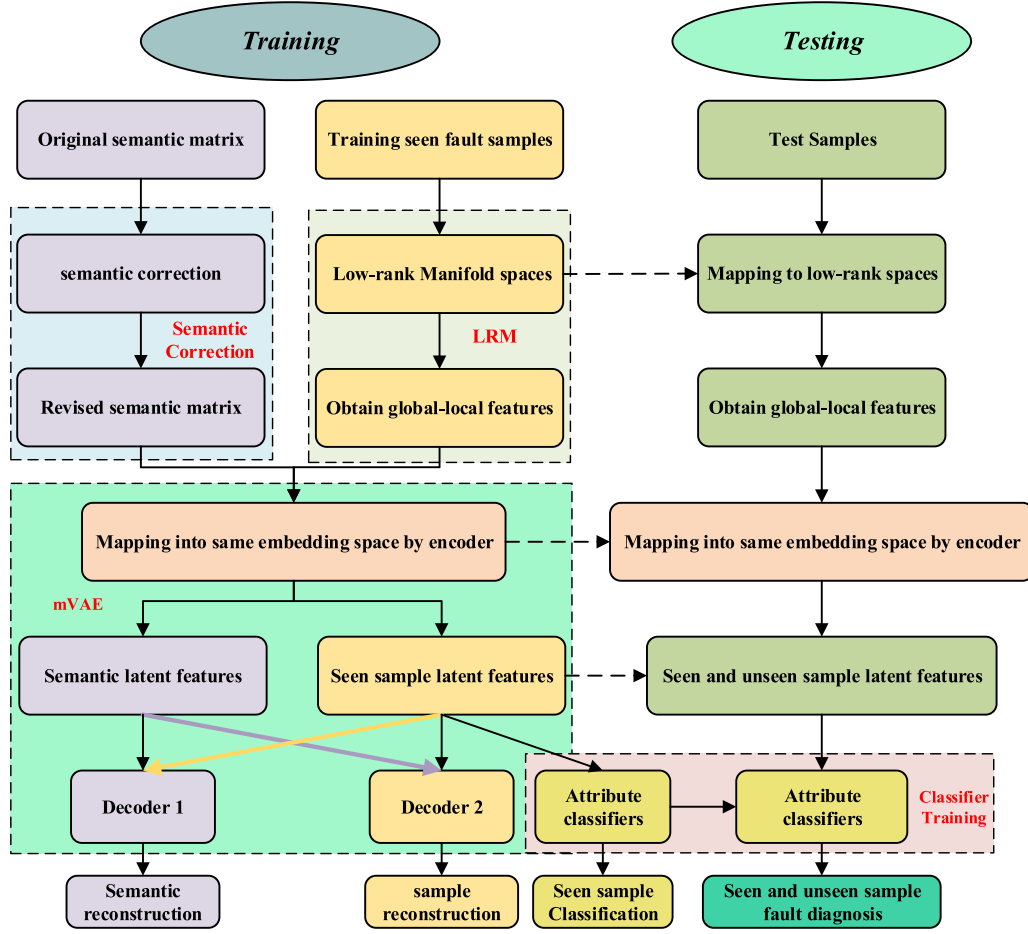 Training
Testing
Original semantic matrix
Training seen fault samples
Test Samples
semantic correction
Low-rank Manifold spaces
Mapping to low-rank spaces
Semantic
Correction
LRM
Revised semantic matrix
Obtain global-local features
Obtain global-local features
Mapping into same embedding space by encoder
Mapping into same embedding space by encoder
mVAE
Semantic latent features
Seen sample latent features
Seen and unseen sample latent features
Decoder 1
Decoder 2
Attribute
classifiers
Attribute
classifiers
Classifier
Training
Semantic
reconstruction
sample
reconstruction
Seen sample
Classification
Seen and unseen sample
fault diagnosis